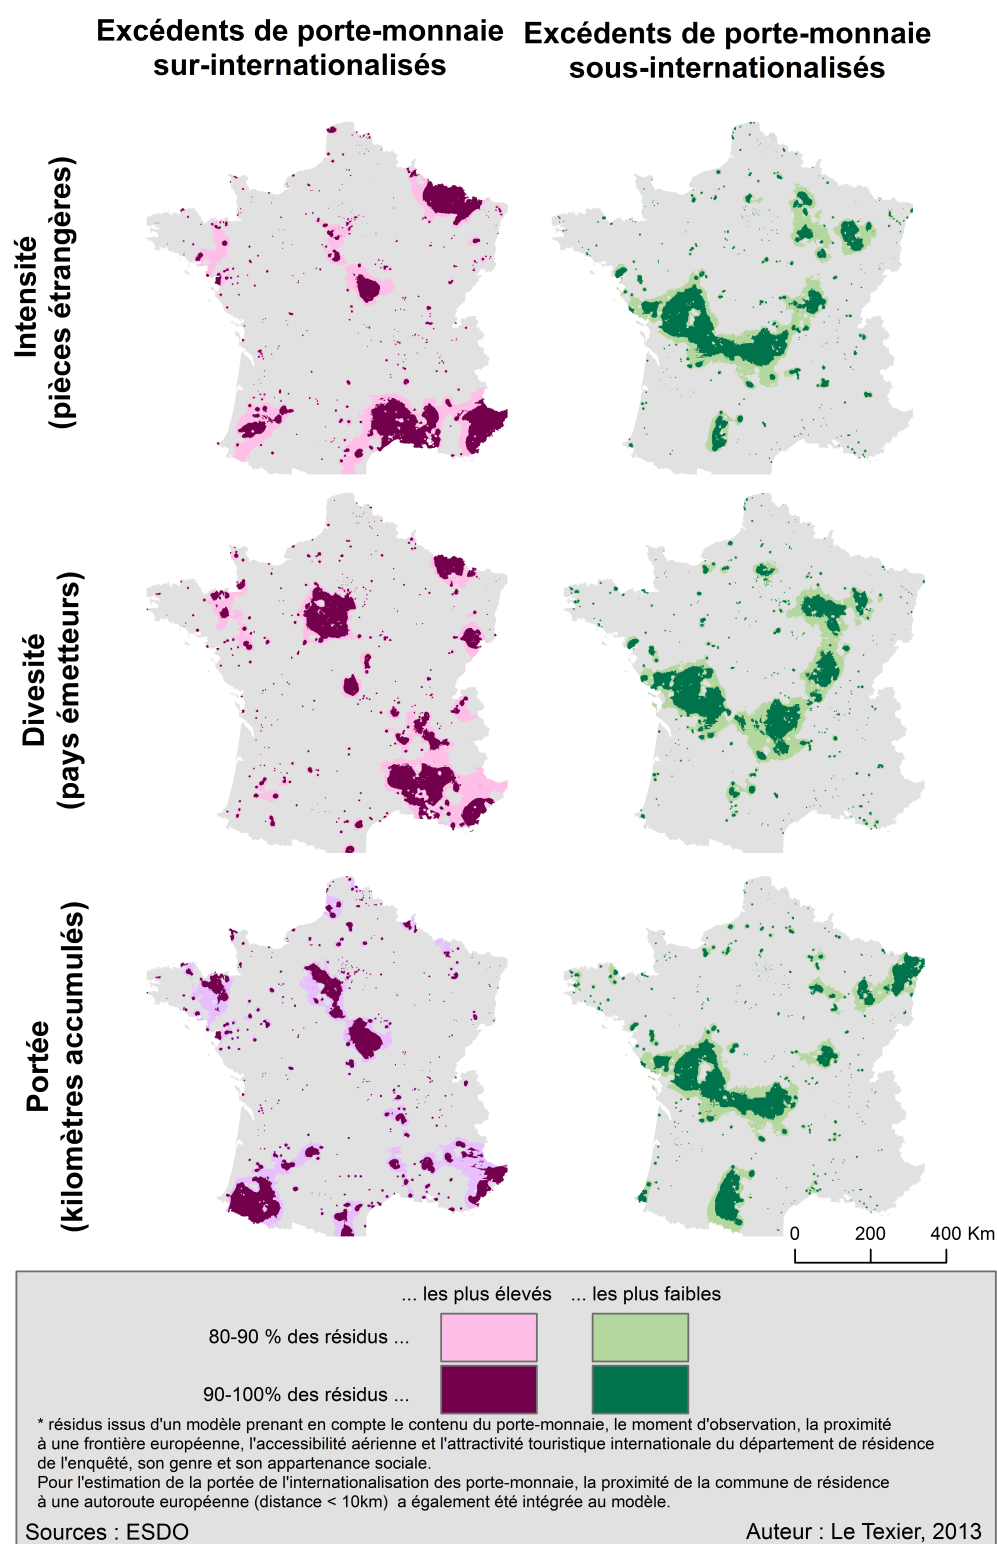 Excédents de porte-monnaie
sur-internationalisés
Excédents de porte-monnaie
sous-internationalisés
Intensité
(pièces étrangères)
Divesité
(pays émetteurs)
Portée
(kilomètres accumulés)
0 200 400 Km
... les plus élevés ... les plus faibles
80-90 % des résidus ...
90-100% des résidus ...
* résidus issus d'un modèle prenant en compte le contenu du porte-monnaie, le moment d'observation, la proximité
à une frontière européenne, l'accessibilité aérienne et l'attractivité touristique internationale du département de résidence
de l'enquêté, son genre et son appartenance sociale.
Pour l'estimation de la portée de l'internationalisation des porte-monnaie, la proximité de la commune de résidence
à une autoroute européenne (distance < 10km) a également été intégrée au modèle.
Sources : ESDO
Auteur : Le Texier, 2013